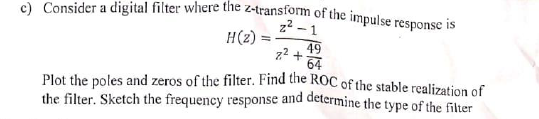 c) Consider a digital filter where the z-transform of the impulse response is
H(z) = (z² − 1) / (z² + 49/64)
Plot the poles and zeros of the filter. Find the ROC of the stable realization of
the filter. Sketch the frequency response and determine the type of the filter